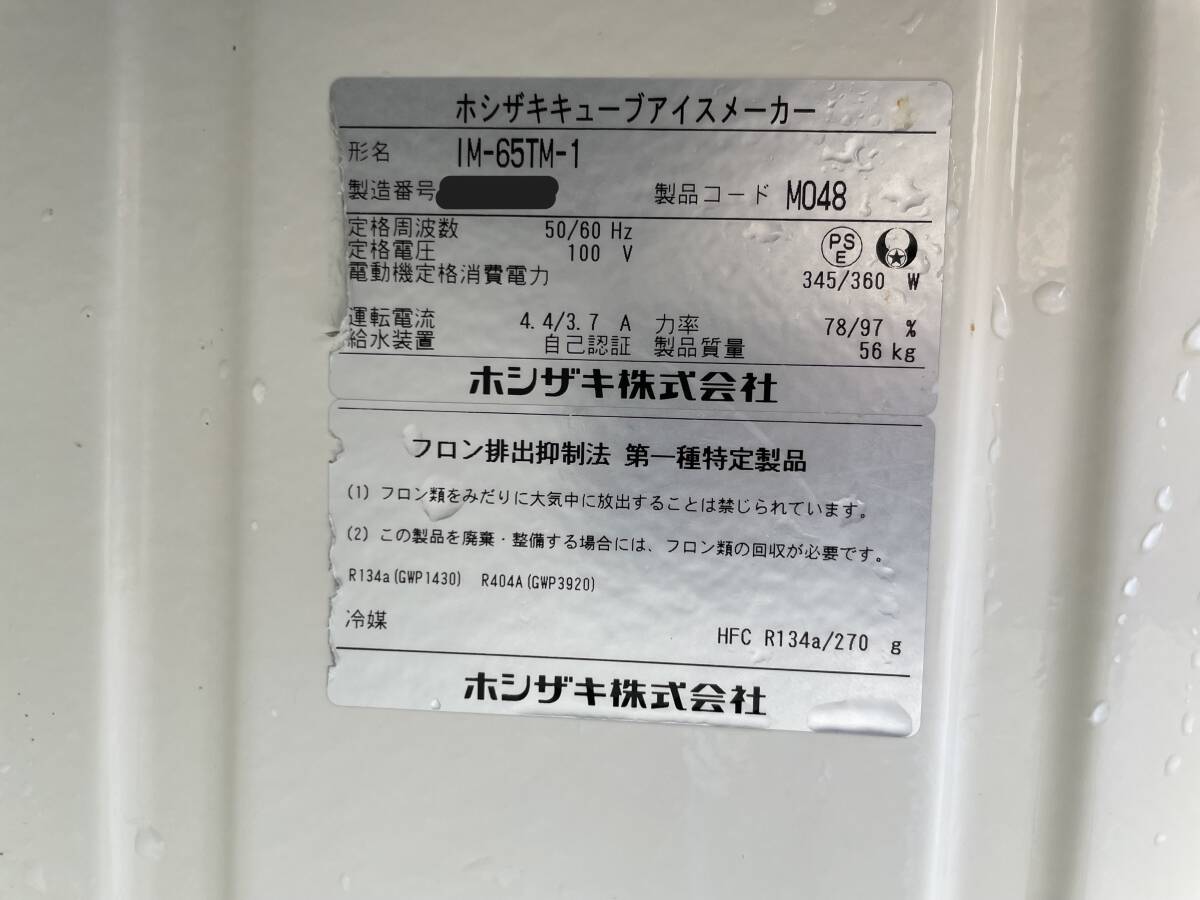 ホシザキキューブアイスメーカー
形名 IM-65TM-1
製造番号 製品コード M048
定格周波数 50/60 Hz
定格電圧 100 V
PS E
電動機定格消費電力 345/360 W
運転電流 4.4/3.7 A 力率 78/97 %
給水装置 自己認証 製品質量 56 kg
ホシザキ株式会社
フロン排出抑制法 第一種特定製品
(1) フロン類をみだりに大気中に放出することは禁じられています。
(2) この製品を廃棄・整備する場合には、フロン類の回収が必要です。
R134a(GWP1430) R404A(GWP3920)
冷媒 HFC R134a/270 g
ホシザキ株式会社